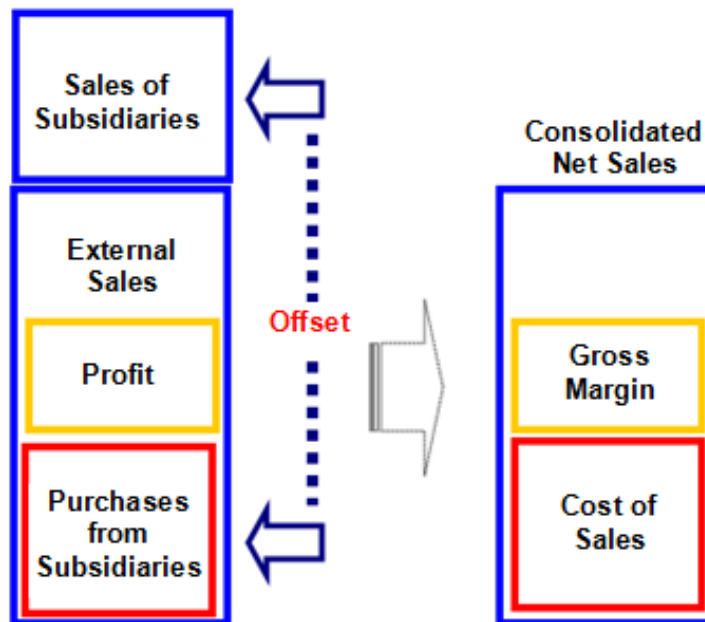 Sales of
Subsidiaries
Consolidated
Net Sales
External
Sales
Offset
Profit
Gross
Margin
Purchases
from
Subsidiaries
Cost of
Sales